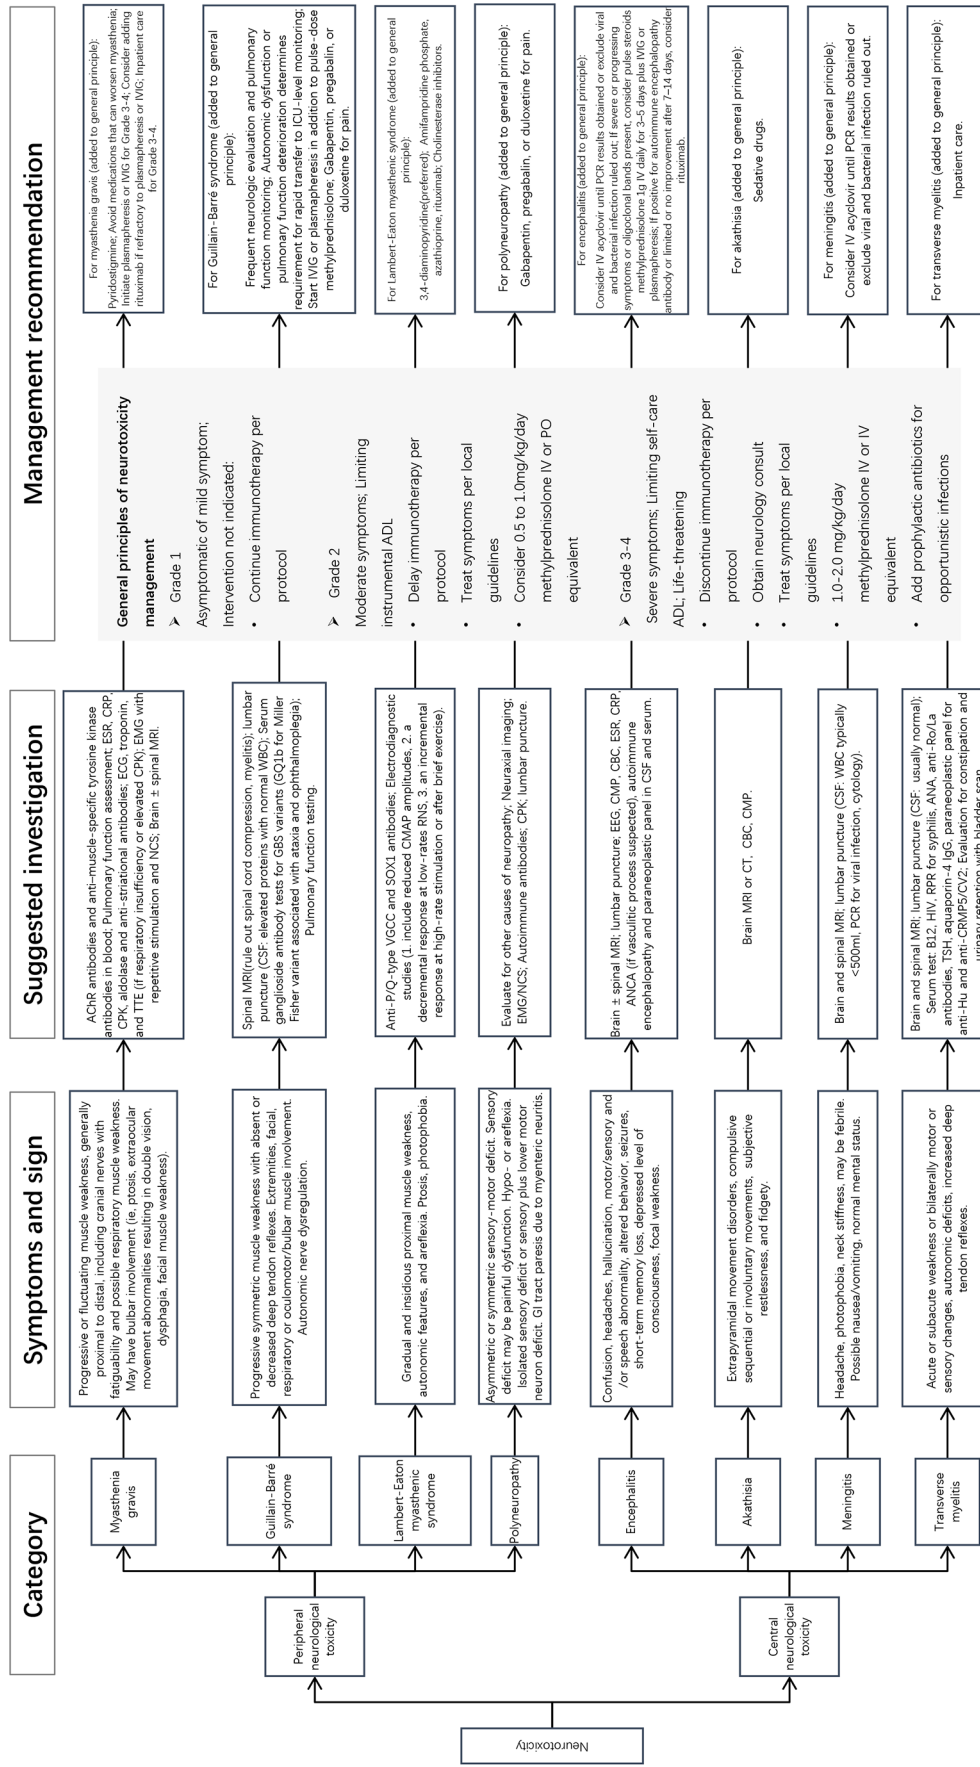 Category
Symptoms and sign
Suggested investigation
Management recommendation
Neurotoxicity
Peripheral
neurological
toxicity
Central
neurological
toxicity
Myasthenia
gravis
Progressive or fluctuating muscle weakness, generally
proximal to distal, including cranial nerves with
fatiguability and possible respiratory muscle weakness.
May have bulbar involvement (ie, ptosis, extraocular
movement abnormalities resulting in double vision,
dysphagia, facial muscle weakness).
AChR antibodies and anti-muscle-specific tyrosine kinase
antibodies in blood; Pulmonary function assessment; ESR, CRP,
CPK, aldolase and anti-striational antibodies; ECG, troponin,
and TTE (if respiratory insufficiency or elevated CPK); EMG with
repetitive stimulation and NCS; Brain ± spinal MRI.
For myasthenia gravis (added to general principle):
Pyridostigmine; Avoid medications that can worsen myasthenia;
Initiate plasmapheresis or IVIG for Grade 3-4; Consider adding
rituximab if refractory to plasmapheresis or IVIG; Inpatient care
for Grade 3-4.
Guillain-Barré
syndrome
Progressive symmetric muscle weakness with absent or
decreased deep tendon reflexes. Extremities, facial,
respiratory or oculomotor/bulbar muscle involvement.
Autonomic nerve dysregulation.
Spinal MRI(rule out spinal cord compression, myelitis); lumbar
puncture (CSF: elevated proteins with normal WBC); Serum
ganglioside antibody tests for GBS variants (GQ1b for Miller
Fisher variant associated with ataxia and ophthalmoplegia);
Pulmonary function testing.
For Guillain-Barré syndrome (added to general
principle):
Frequent neurologic evaluation and pulmonary
function monitoring; Autonomic dysfunction or
pulmonary function deterioration determines
requirement for rapid transfer to ICU-level monitoring;
Start IVIG or plasmapheresis in addition to pulse-dose
methylprednisolone; Gabapentin, pregabalin, or
duloxetine for pain.
Lambert-Eaton
myasthenic
syndrome
Gradual and insidious proximal muscle weakness,
autonomic features, and areflexia. Ptosis, photophobia.
Anti-P/Q-type VGCC and SOX1 antibodies; Electrodiagnostic
studies (1. include reduced CMAP amplitudes, 2. a
decremental response at low-rates RNS, 3. an incremental
response at high-rate stimulation or after brief exercise).
For Lambert-Eaton myasthenic syndrome (added to general
principle):
3,4-diaminopyridine(preferred); Amifampridine phosphate,
azathioprine, rituximab; Cholinesterase inhibitors.
Polyneuropathy
Asymmetric or symmetric sensory-motor deficit. Sensory
deficit may be painful dysfunction. Hypo- or areflexia.
Isolated sensory deficit or sensory plus lower motor
neuron deficit. GI tract paresis due to myenteric neuritis.
Evaluate for other causes of neuropathy; Neuraxial imaging;
EMG/NCS; Autoimmune antibodies; CPK; lumbar puncture.
For polyneuropathy (added to general principle):
Gabapentin, pregabalin, or duloxetine for pain.
Encephalitis
Confusion, headaches, hallucination, motor/sensory and
/or speech abnormality, altered behavior, seizures,
short-term memory loss, depressed level of
consciousness, focal weakness.
Brain ± spinal MRI; lumbar puncture, EEG, CMP, CBC, ESR, CRP,
ANCA (if vasculitic process suspected), autoimmune
encephalopathy and paraneoplastic panel in CSF and serum.
For encephalitis (added to general principle):
Consider IV acyclovir until PCR results obtained or exclude viral
and bacterial infection ruled out; If severe or progressing
symptoms or oligoclonal bands present, consider pulse steroids
methylprednisolone 1g IV daily for 3-5 days plus IVIG or
plasmapheresis; If positive for autoimmune encephalopathy
antibody or limited or no improvement after 7-14 days, consider
rituximab.
Akathisia
Extrapyramidal movement disorders, compulsive
sequential or involuntary movements, subjective
restlessness, and fidgety.
Brain MRI or CT, CBC, CMP.
For akathisia (added to general principle):
Sedative drugs.
Meningitis
Headache, photophobia, neck stiffness, may be febrile.
Possible nausea/vomiting, normal mental status.
Brain and spinal MRI; lumbar puncture (CSF: WBC typically
<500ml, PCR for viral infection, cytology).
For meningitis (added to general principle):
Consider IV acyclovir until PCR results obtained or
exclude viral and bacterial infection ruled out.
Transverse
myelitis
Acute or subacute weakness or bilaterally motor or
sensory changes, autonomic deficits, increased deep
tendon reflexes.
Brain and spinal MRI; lumbar puncture (CSF: usually normal);
Serum test: B12, HIV, RPR for syphilis, ANA, anti-Ro/La
antibodies, TSH, aquaporin-4 IgG, paraneoplastic panel for
anti-Hu and anti-CRMP5/CV2; Evaluation for constipation and
urinary retention with bladder scan
For transverse myelitis (added to general principle):
Inpatient care.
General principles of neurotoxicity
management
➢ Grade 1
Asymptomatic of mild symptom;
Intervention not indicated:
• Continue immunotherapy per
protocol
➢ Grade 2
Moderate symptoms; Limiting
instrumental ADL
• Delay immunotherapy per
protocol
• Treat symptoms per local
guidelines
• Consider 0.5 to 1.0mg/kg/day
methylprednisolone IV or PO
equivalent
➢ Grade 3-4
Severe symptoms; Limiting self-care
ADL; Life-threatening
• Discontinue immunotherapy per
protocol
• Obtain neurology consult
• Treat symptoms per local
guidelines
• 1.0-2.0 mg/kg/day
methylprednisolone IV or IV
equivalent
• Add prophylactic antibiotics for
opportunistic infections